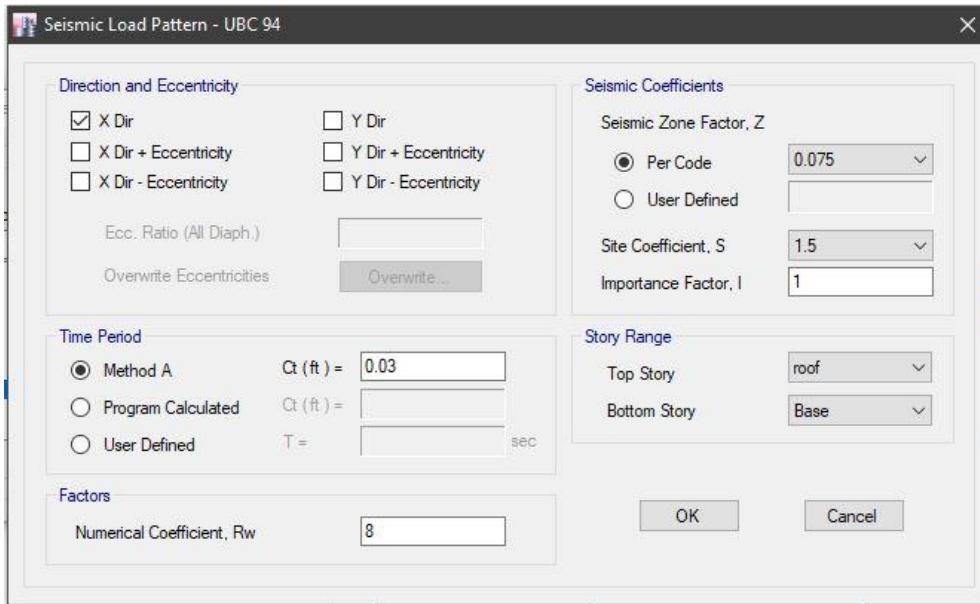 Seismic Load Pattern - UBC 94
Direction and Eccentricity
X Dir
Y Dir
X Dir + Eccentricity
Y Dir + Eccentricity
X Dir - Eccentricity
Y Dir - Eccentricity
Ecc. Ratio (All Diaph.)
Overwrite Eccentricities
Overwrite...
Seismic Coefficients
Seismic Zone Factor, Z
Per Code
0.075
User Defined
Site Coefficient, S
1.5
Importance Factor, I
1
Time Period
Method A
Ct (ft) =
0.03
Program Calculated
Ct (ft) =
User Defined
T =
sec
Story Range
Top Story
roof
Bottom Story
Base
Factors
Numerical Coefficient, Rw
8
OK
Cancel